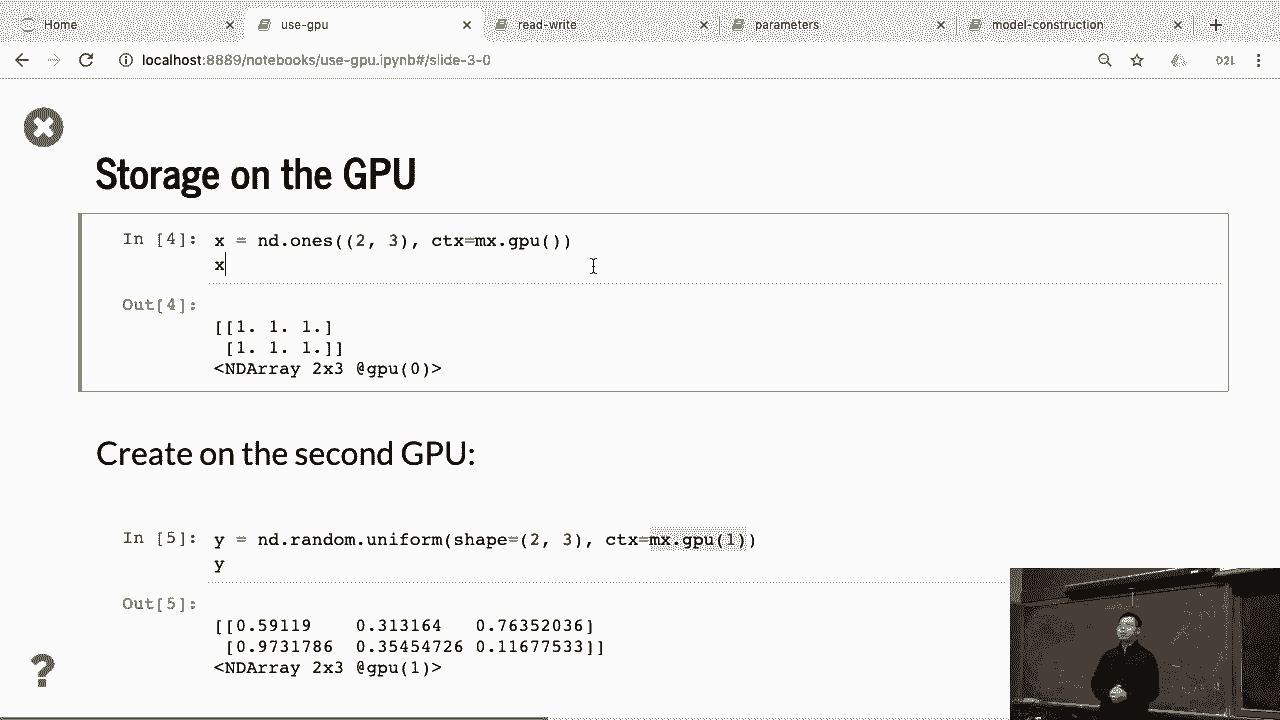 Home
use-gpu
read-write
parameters
model-construction
localhost:8889/notebooks/use-gpu.ipynb#/slide-3-0
D2L
Storage on the GPU
In [4]: x = nd.ones((2, 3), ctx=mx.gpu())
x
Out[4]:
[[1. 1. 1.]
[1. 1. 1.]]
<NDArray 2x3 @gpu(0)>
Create on the second GPU:
In [5]: y = nd.random.uniform(shape=(2, 3), ctx=mx.gpu(1))
y
Out[5]:
[[0.59119 0.313164 0.76352036]
[0.9731786 0.35454726 0.11677533]]
<NDArray 2x3 @gpu(1)>
?